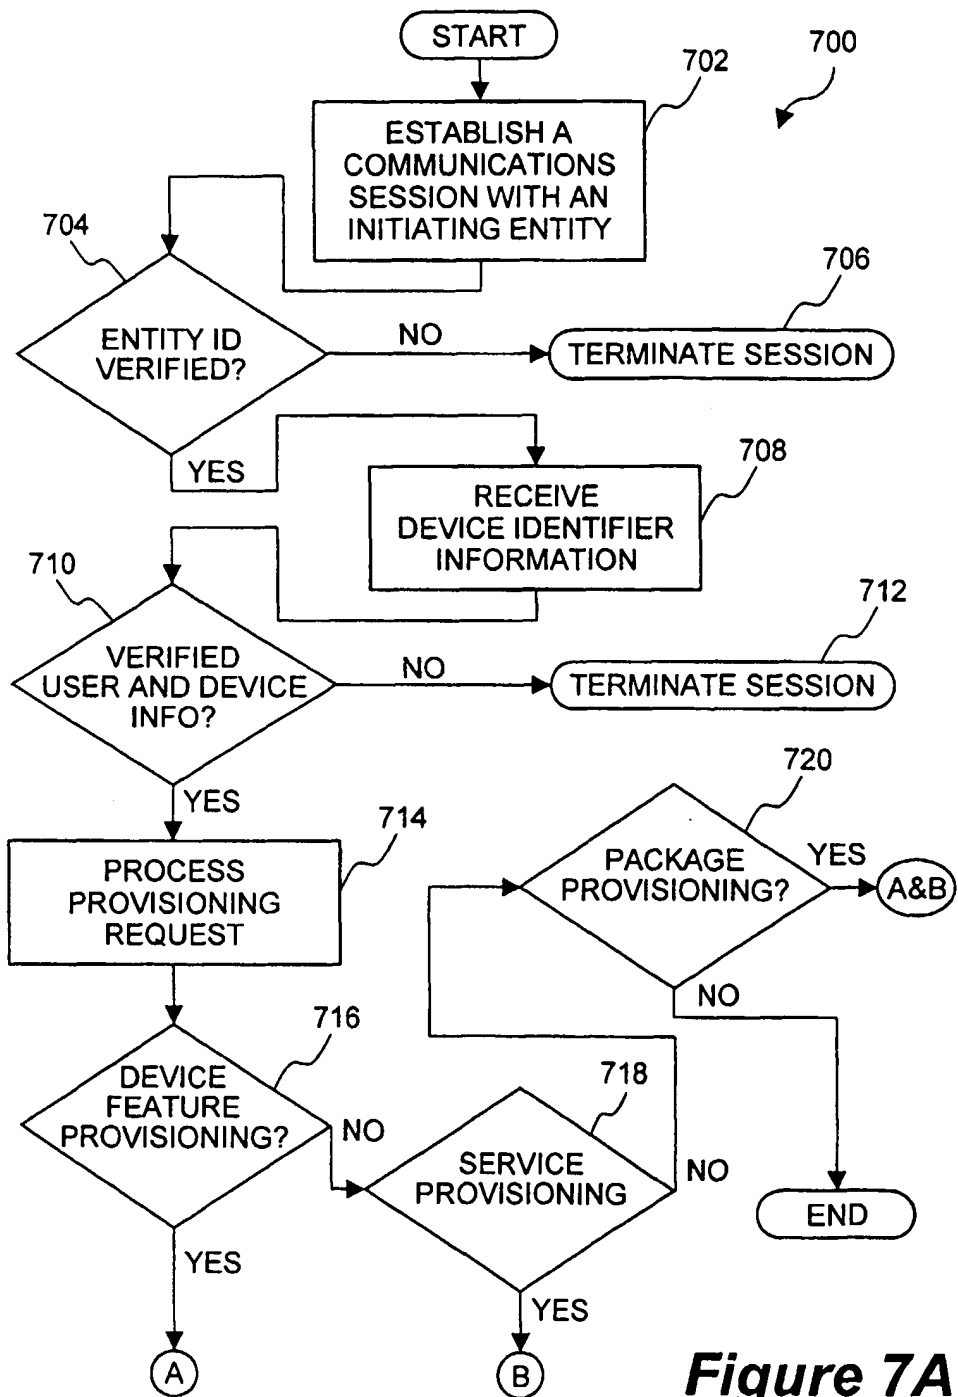 START
700
702
ESTABLISH A
COMMUNICATIONS
SESSION WITH AN
INITIATING ENTITY
704
706
ENTITY ID
VERIFIED?
NO
TERMINATE SESSION
YES
708
RECEIVE
DEVICE IDENTIFIER
INFORMATION
710
712
VERIFIED
USER AND DEVICE
INFO?
NO
TERMINATE SESSION
YES
714
PROCESS
PROVISIONING
REQUEST
720
PACKAGE
PROVISIONING?
YES
A&B
NO
716
DEVICE
FEATURE
PROVISIONING?
NO
718
SERVICE
PROVISIONING
NO
END
YES
YES
A
B
Figure 7A